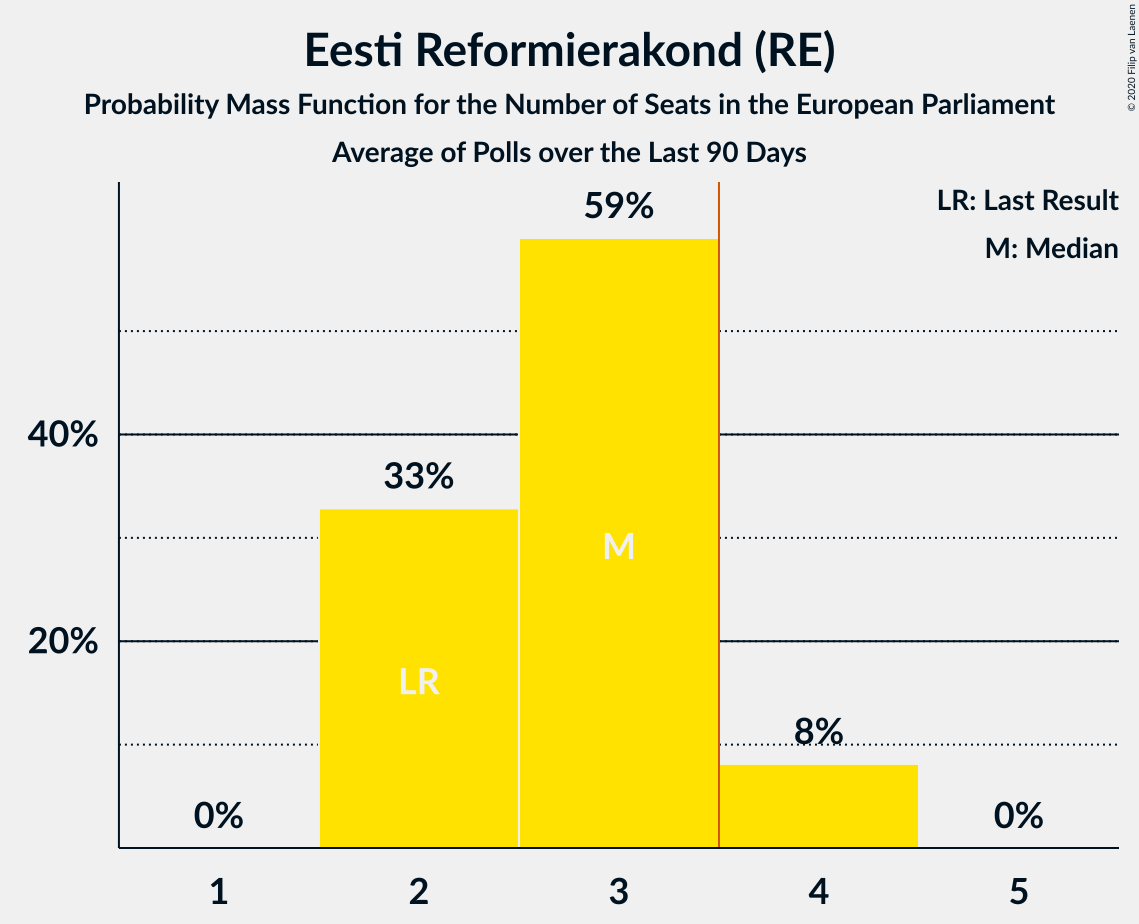 Eesti Reformierakond (RE)
Probability Mass Function for the Number of Seats in the European Parliament
Average of Polls over the Last 90 Days
© 2020 Filip van Laenen
LR: Last Result
M: Median
59%
40%
33%
M
20%
LR
8%
0%
0%
1 2 3 4 5